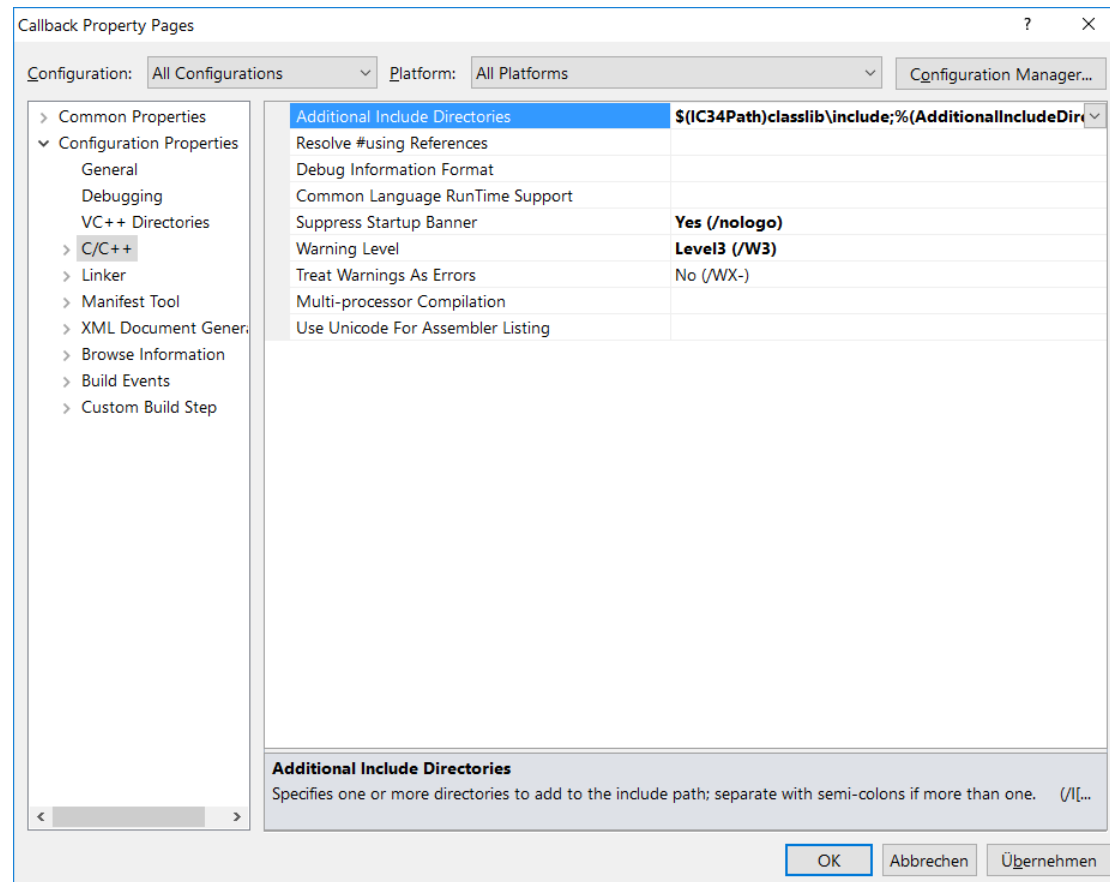 Callback Property Pages
? ×
Configuration: All Configurations Platform: All Platforms Configuration Manager...
Common Properties
Configuration Properties
General
Debugging
VC++ Directories
C/C++
Linker
Manifest Tool
XML Document Genera
Browse Information
Build Events
Custom Build Step
Additional Include Directories $(IC34Path)classlib\include;%(AdditionalIncludeDire
Resolve #using References
Debug Information Format
Common Language RunTime Support
Suppress Startup Banner Yes (/nologo)
Warning Level Level3 (/W3)
Treat Warnings As Errors No (/WX-)
Multi-processor Compilation
Use Unicode For Assembler Listing
Additional Include Directories
Specifies one or more directories to add to the include path; separate with semi-colons if more than one. (/I[...
OK Abbrechen Übernehmen